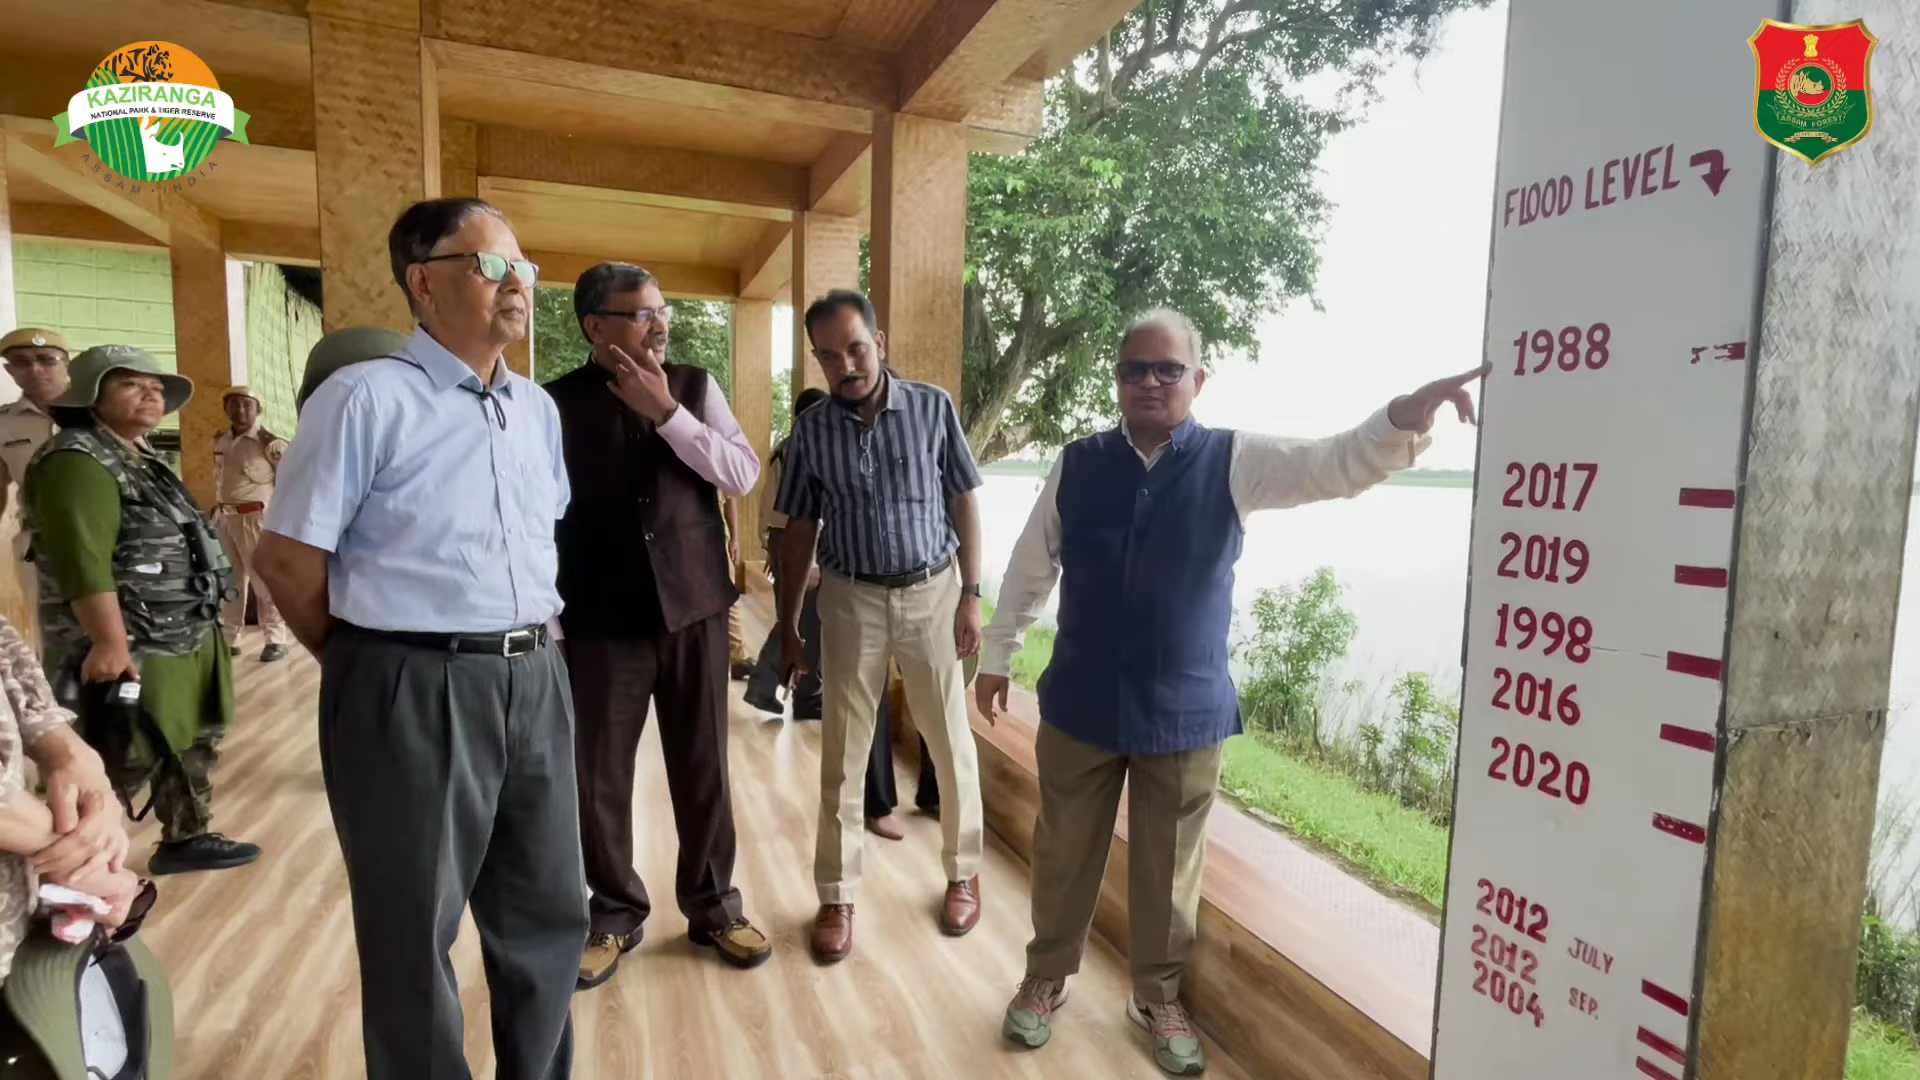 KAZIRANGA
NATIONAL PARK & TIGER RESERVE
ASSAM • INDIA
ASSAM FOREST
FLOOD LEVEL
1988
2017
2019
1998
2016
2020
2012 JULY
2012 SEP.
2004